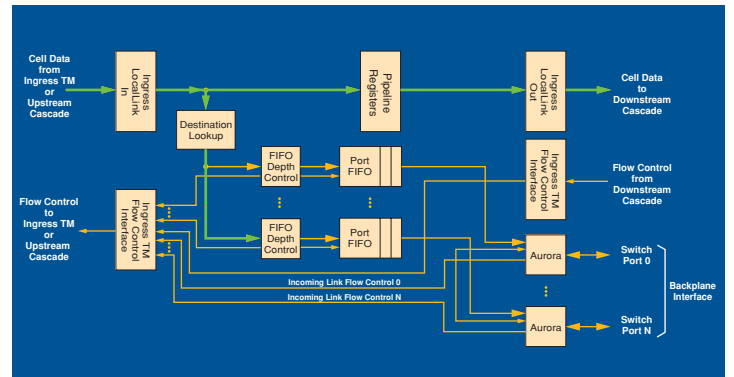 Cell Data
from
Ingress TM
or
Upstream
Cascade
Ingress
LocalLink
In
Pipeline
Registers
Ingress
LocalLink
Out
Cell Data
to
Downstream
Cascade
Destination
Lookup
FIFO
Depth
Control
Port
FIFO
Ingress TM
Flow Control
Interface
Flow Control
from
Downstream
Cascade
Flow Control
to
Ingress TM
or
Upstream
Cascade
Ingress TM
Flow Control
Interface
FIFO
Depth
Control
Port
FIFO
Aurora
Switch
Port 0
Incoming Link Flow Control 0
Incoming Link Flow Control N
Backplane
Interface
Aurora
Switch
Port N